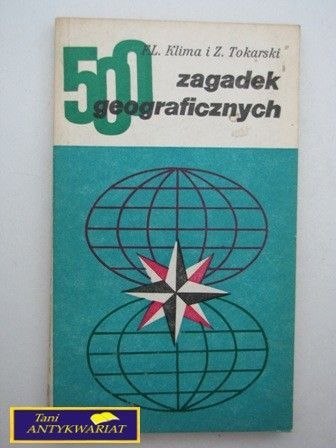 F.L. Klima i Z. Tokarski
500 zagadek
geograficznych
Tani
ANTYKWARIAT